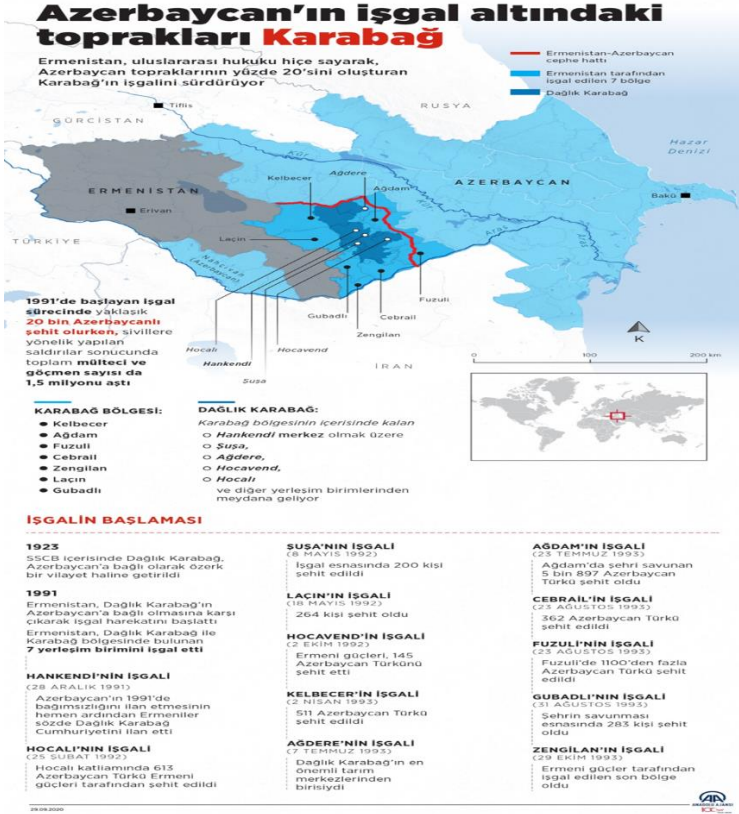 Azerbaycan'ın işgal altındaki
toprakları Karabağ
Ermenistan, uluslararası hukuku hiçe sayarak,
Azerbaycan topraklarının yüzde 20'sini oluşturan
Karabağ'ın işgalini sürdürüyor
Ermenistan-Azerbaycan
cephe hattı
Ermenistan tarafından
işgal edilen 7 bölge
Dağlık Karabağ
Tiflis
GÜRCİSTAN
RUSYA
Hazar
Denizi
Kür
Kelbecer
Ağdere
Ağdam
ERMENİSTAN
AZERBAYCAN
Erivan
Kür
Aras
Bakü
TÜRKİYE
Laçin
Nahçıvan
(Azerbaycan)
Fuzuli
Gubadlı
Cebrail
Zengilan
Hocalı
Hocavend
Hankendi
Şuşa
İRAN
K
0 100 200 km
1991'de başlayan işgal
sürecinde yaklaşık
20 bin Azerbaycanlı
şehit olurken, sivillere
yönelik yapılan
saldırılar sonucunda
toplam mülteci ve
göçmen sayısı da
1,5 milyonu aştı
KARABAĞ BÖLGESİ:
Kelbecer
Ağdam
Fuzuli
Cebrail
Zengilan
Laçın
Gubadlı
DAĞLIK KARABAĞ:
Karabağ bölgesinin içerisinde kalan
Hankendi merkez olmak üzere
Şuşa,
Ağdere,
Hocavend,
Hocalı
ve diğer yerleşim birimlerinden
meydana geliyor
İŞGALİN BAŞLAMASI
1923
SSCB içerisinde Dağlık Karabağ,
Azerbaycan'a bağlı olarak özerk
bir vilayet haline getirildi
1991
Ermenistan, Dağlık Karabağ'ın
Azerbaycan'a bağlı olmasına karşı
çıkarak işgal harekatını başlattı
Ermenistan, Dağlık Karabağ ile
Karabağ bölgesinde bulunan
7 yerleşim birimini işgal etti
HANKENDİ'NİN İŞGALİ
(28 ARALIK 1991)
Azerbaycan'ın 1991'de
bağımsızlığını ilan etmesinin
hemen ardından Ermeniler
sözde Dağlık Karabağ
Cumhuriyetini ilan etti
HOCALI'NIN İŞGALİ
(25 ŞUBAT 1992)
Hocalı katliamında 613
Azerbaycan Türkü Ermeni
güçleri tarafından şehit edildi
ŞUŞA'NIN İŞGALİ
(8 MAYIS 1992)
İşgal esnasında 200 kişi
şehit edildi
LAÇIN'IN İŞGALİ
(18 MAYIS 1992)
264 kişi şehit oldu
HOCAVEND'İN İŞGALİ
(2 EKİM 1992)
Ermeni güçleri, 145
Azerbaycan Türkünü
şehit etti
KELBECER'İN İŞGALİ
(2 NİSAN 1993)
511 Azerbaycan Türkü
şehit edildi
AĞDERE'NİN İŞGALİ
(7 TEMMUZ 1993)
Dağlık Karabağ'ın en
önemli tarım
merkezlerinden
birisiydi
AĞDAM'IN İŞGALİ
(23 TEMMUZ 1993)
Ağdam'da şehri savunan
5 bin 897 Azerbaycan
Türkü şehit oldu
CEBRAİL'İN İŞGALİ
(23 AĞUSTOS 1993)
362 Azerbaycan Türkü
şehit edildi
FUZULİ'NİN İŞGALİ
(23 AĞUSTOS 1993)
Fuzuli'de 1100'den fazla
Azerbaycan Türkü şehit
edildi
GUBADLI'NIN İŞGALİ
(31 AĞUSTOS 1993)
Şehrin savunması
esnasında 283 kişi şehit
oldu
ZENGİLAN'IN İŞGALİ
(29 EKİM 1993)
Ermeni güçler tarafından
işgal edilen son bölge
oldu
29.09.2020
AA
ANADOLU AJANSI